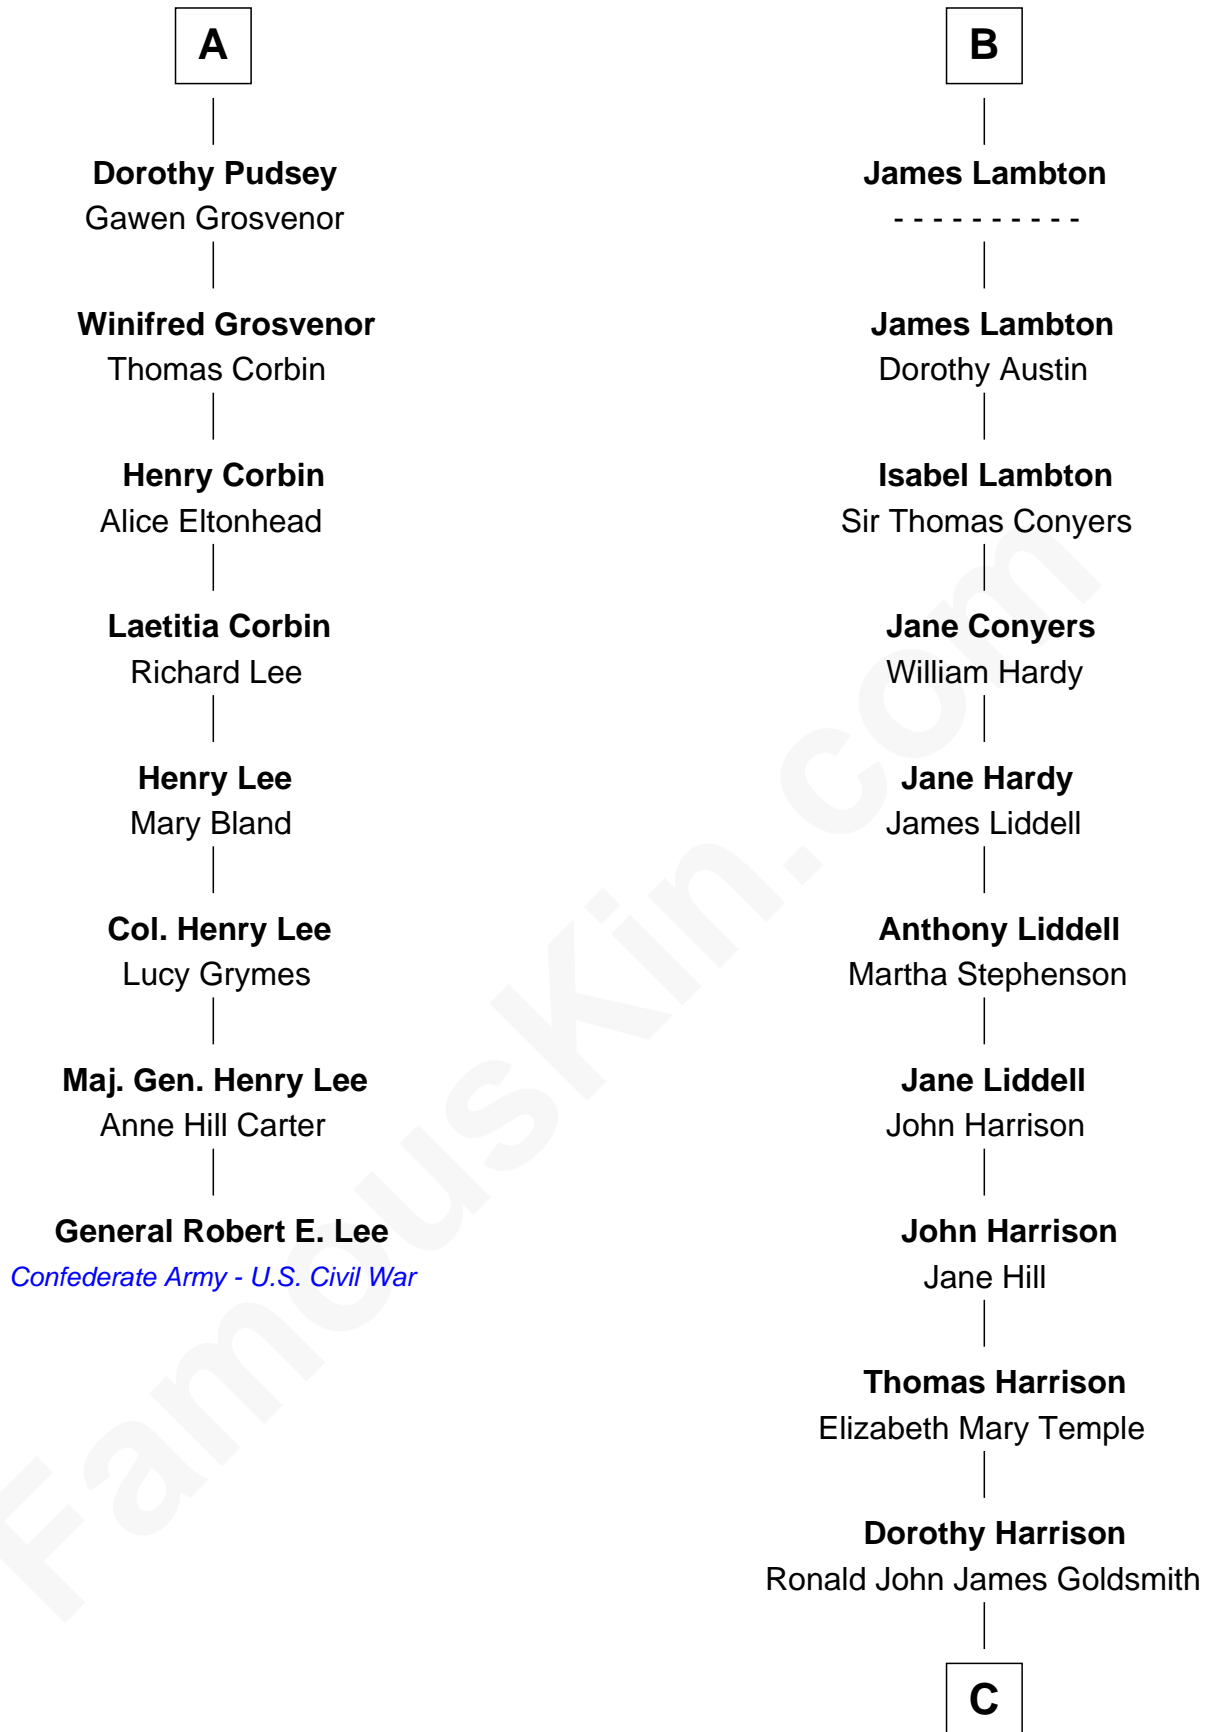 A
Dorothy Pudsey
Gawen Grosvenor
Winifred Grosvenor
Thomas Corbin
Henry Corbin
Alice Eltonhead
Laetitia Corbin
Richard Lee
Henry Lee
Mary Bland
Col. Henry Lee
Lucy Grymes
Maj. Gen. Henry Lee
Anne Hill Carter
General Robert E. Lee
Confederate Army - U.S. Civil War
B
James Lambton
- - - - - - - - - -
James Lambton
Dorothy Austin
Isabel Lambton
Sir Thomas Conyers
Jane Conyers
William Hardy
Jane Hardy
James Liddell
Anthony Liddell
Martha Stephenson
Jane Liddell
John Harrison
John Harrison
Jane Hill
Thomas Harrison
Elizabeth Mary Temple
Dorothy Harrison
Ronald John James Goldsmith
C
FamousKin.com